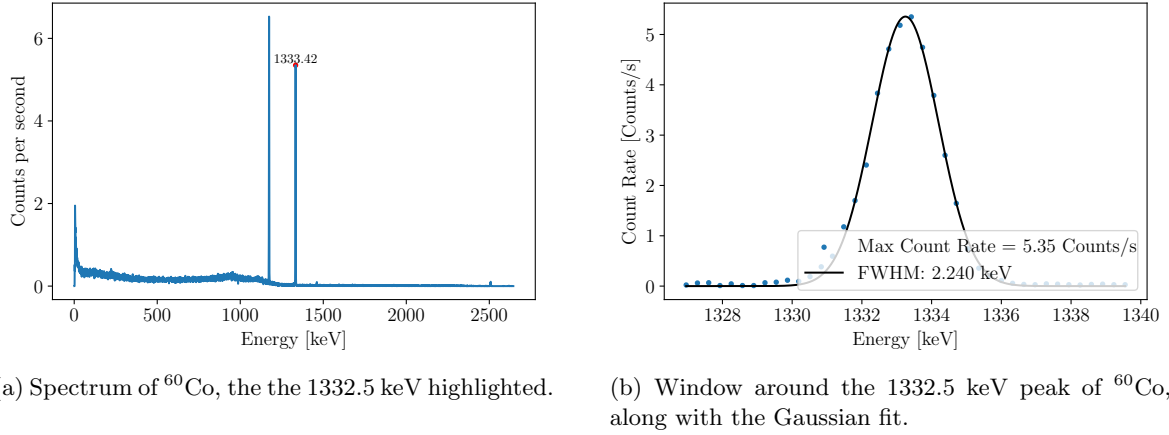 6
4
2
0
Counts per second
1333.42
0 500 1000 1500 2000 2500
Energy [keV]
5
4
3
2
1
0
Count Rate [Counts/s]
Max Count Rate = 5.35 Counts/s
FWHM: 2.240 keV
1328 1330 1332 1334 1336 1338 1340
Energy [keV]
a) Spectrum of ⁶⁰Co, the the 1332.5 keV highlighted.
(b) Window around the 1332.5 keV peak of ⁶⁰Co,
along with the Gaussian fit.